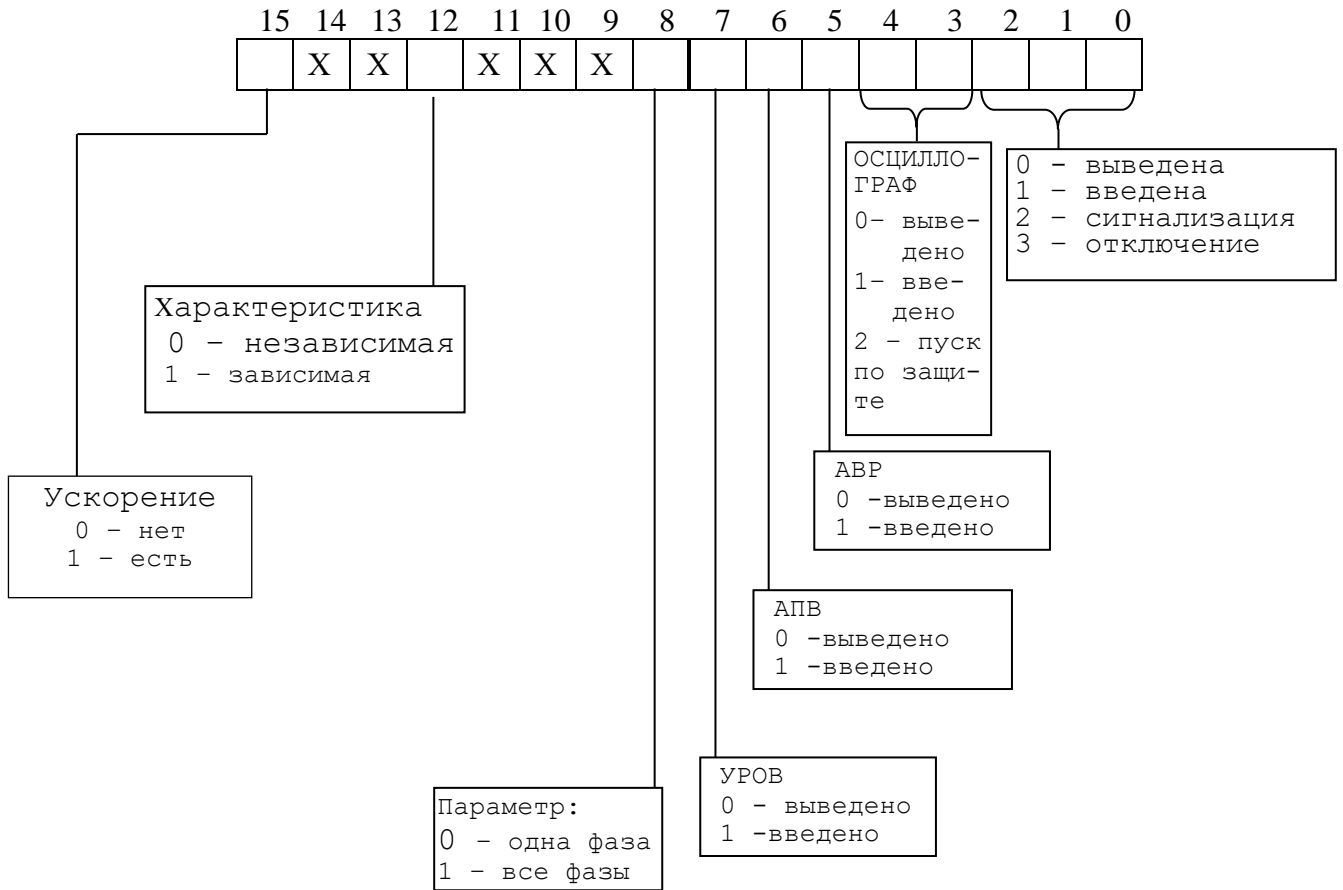 15 14 13 12 11 10 9 8 7 6 5 4 3 2 1 0
X X X X X
ОСЦИЛЛО-
ГРАФ
0– выве-
дено
1– вве-
дено
2 – пуск
по защи-
те
0 - выведена
1 – введена
2 – сигнализация
3 – отключение
Характеристика
0 – независимая
1 – зависимая
АВР
0 -выведено
1 -введено
Ускорение
0 – нет
1 – есть
АПВ
0 -выведено
1 -введено
УРОВ
0 - выведено
1 -введено
Параметр:
0 – одна фаза
1 – все фазы